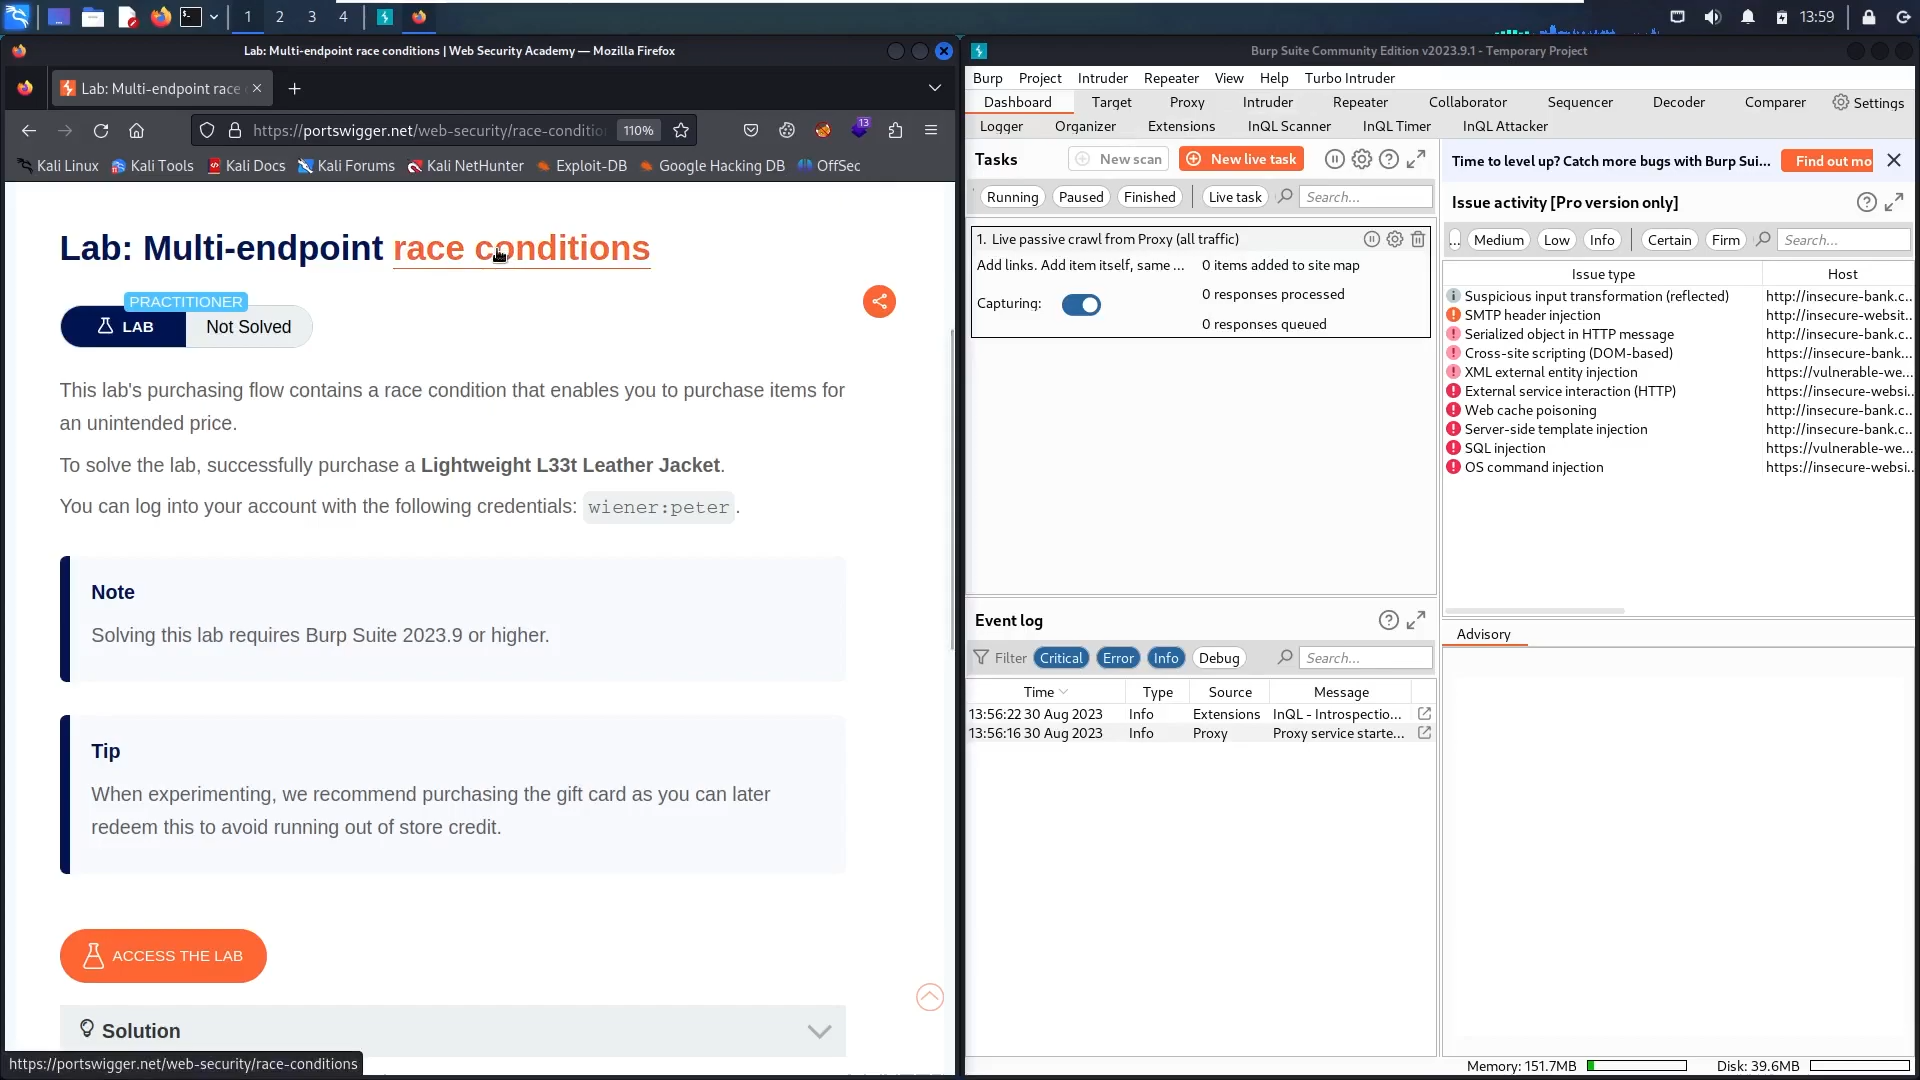 1 2 3 4
13:59
Lab: Multi-endpoint race conditions | Web Security Academy — Mozilla Firefox
Lab: Multi-endpoint race
https://portswigger.net/web-security/race-conditio
110%
13
Kali Linux
Kali Tools
Kali Docs
Kali Forums
Kali NetHunter
Exploit-DB
Google Hacking DB
OffSec
Lab: Multi-endpoint race conditions
PRACTITIONER
LAB
Not Solved
This lab's purchasing flow contains a race condition that enables you to purchase items for
an unintended price.
To solve the lab, successfully purchase a Lightweight L33t Leather Jacket.
You can log into your account with the following credentials: wiener:peter.
Note
Solving this lab requires Burp Suite 2023.9 or higher.
Tip
When experimenting, we recommend purchasing the gift card as you can later
redeem this to avoid running out of store credit.
ACCESS THE LAB
Solution
https://portswigger.net/web-security/race-conditions
Burp Suite Community Edition v2023.9.1 - Temporary Project
Burp Project Intruder Repeater View Help Turbo Intruder
Dashboard Target Proxy Intruder Repeater Collaborator Sequencer Decoder Comparer Settings
Logger Organizer Extensions InQL Scanner InQL Timer InQL Attacker
Tasks
New scan
New live task
Running Paused Finished Live task Search...
1. Live passive crawl from Proxy (all traffic)
Add links. Add item itself, same ...
0 items added to site map
Capturing:
0 responses processed
0 responses queued
Event log
Filter Critical Error Info Debug Search...
Time Type Source Message
13:56:22 30 Aug 2023 Info Extensions InQL - Introspectio...
13:56:16 30 Aug 2023 Info Proxy Proxy service starte...
Time to level up? Catch more bugs with Burp Sui...
Find out mo
Issue activity [Pro version only]
... Medium Low Info Certain Firm Search...
Issue type Host
Suspicious input transformation (reflected) http://insecure-bank.c...
SMTP header injection http://insecure-websit...
Serialized object in HTTP message http://insecure-bank.c...
Cross-site scripting (DOM-based) https://insecure-bank...
XML external entity injection https://vulnerable-we...
External service interaction (HTTP) https://insecure-websi...
Web cache poisoning http://insecure-bank.c...
Server-side template injection http://insecure-bank.c...
SQL injection https://vulnerable-we...
OS command injection https://insecure-websi...
Advisory
Memory: 151.7MB
Disk: 39.6MB